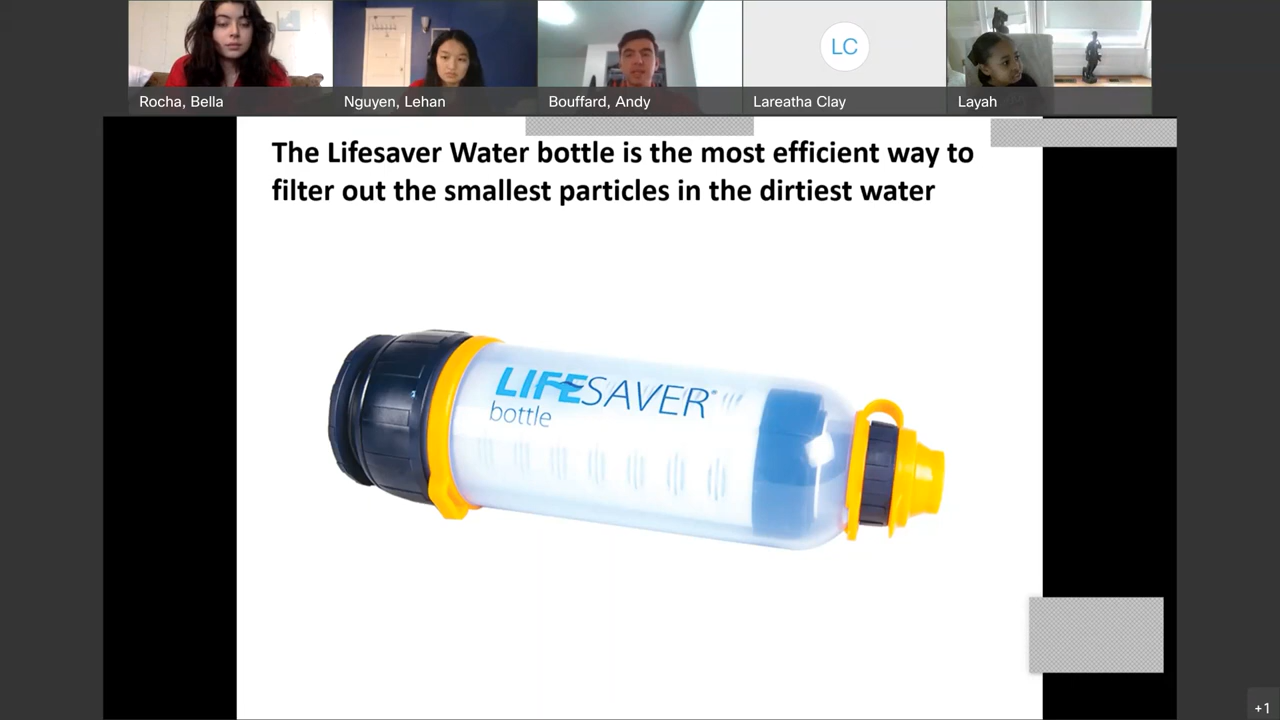 Rocha, Bella
Nguyen, Lehan
Bouffard, Andy
LC
Lareatha Clay
Layah
The Lifesaver Water bottle is the most efficient way to
filter out the smallest particles in the dirtiest water
LIFESAVER
bottle
+1